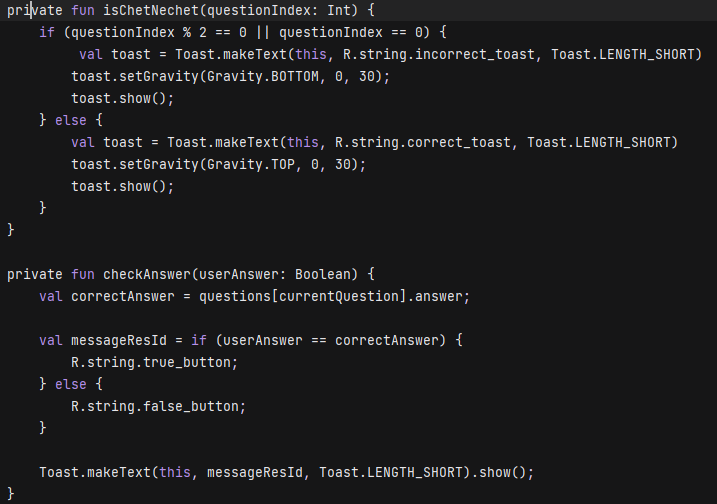 private fun isChetNechet(questionIndex: Int) {
    if (questionIndex % 2 == 0 || questionIndex == 0) {
         val toast = Toast.makeText(this, R.string.incorrect_toast, Toast.LENGTH_SHORT)
        toast.setGravity(Gravity.BOTTOM, 0, 30);
        toast.show();
    } else {
        val toast = Toast.makeText(this, R.string.correct_toast, Toast.LENGTH_SHORT)
        toast.setGravity(Gravity.TOP, 0, 30);
        toast.show();
    }
}

private fun checkAnswer(userAnswer: Boolean) {
    val correctAnswer = questions[currentQuestion].answer;

    val messageResId = if (userAnswer == correctAnswer) {
        R.string.true_button;
    } else {
        R.string.false_button;
    }

    Toast.makeText(this, messageResId, Toast.LENGTH_SHORT).show();
}